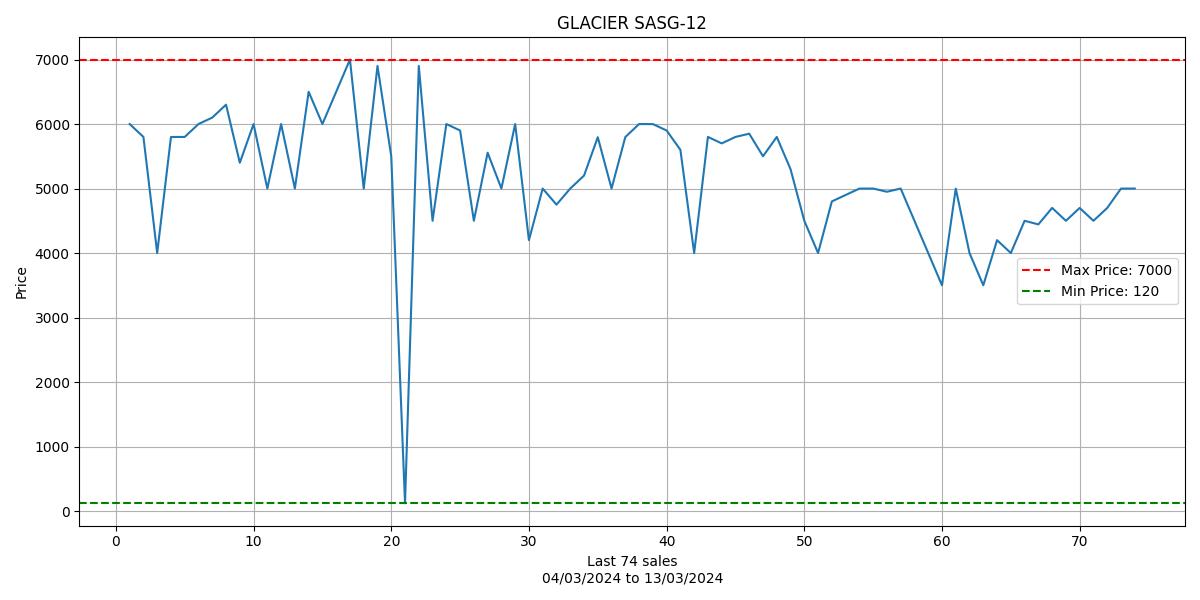 GLACIER SASG-12
Price
7000
6000
5000
4000
3000
2000
1000
0
Max Price: 7000
Min Price: 120
0 10 20 30 40 50 60 70
Last 74 sales
04/03/2024 to 13/03/2024